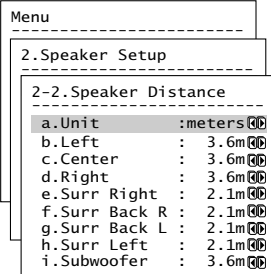 Menu
------------------------
2.Speaker Setup
------------------------
2-2.Speaker Distance
------------------------
a.Unit :meters
b.Left : 3.6m
c.Center : 3.6m
d.Right : 3.6m
e.Surr Right : 2.1m
f.Surr Back R : 2.1m
g.Surr Back L : 2.1m
h.Surr Left : 2.1m
i.Subwoofer : 3.6m